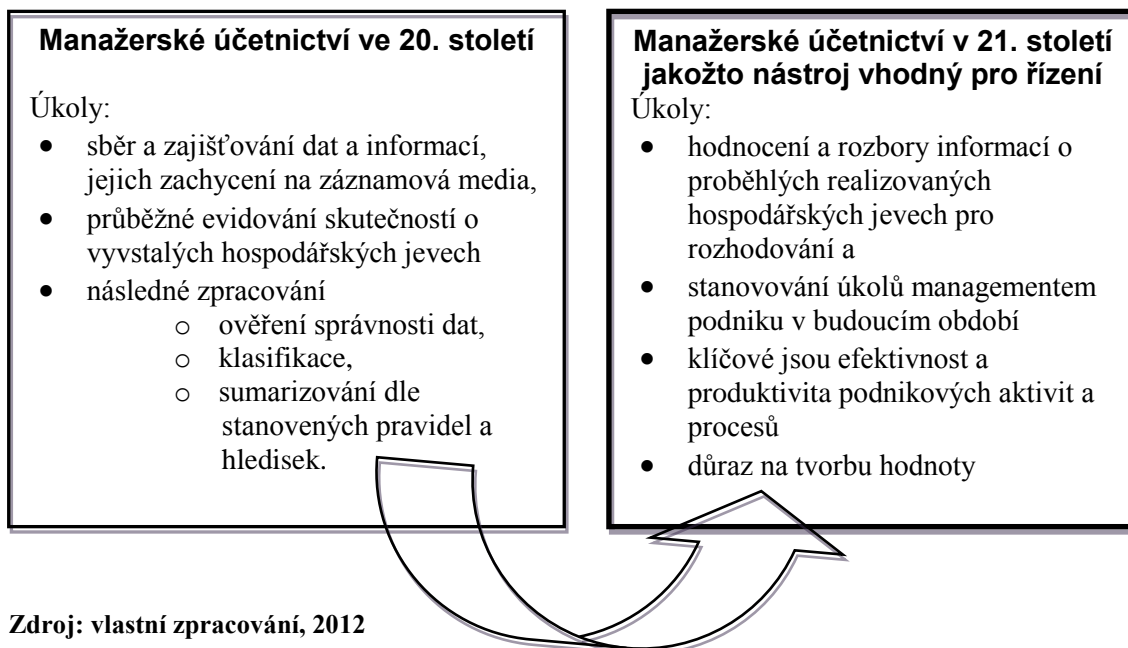 Manažerské účetnictví ve 20. století
Úkoly:
• sběr a zajišťování dat a informací,
jejich zachycení na záznamová media,
• průběžné evidování skutečností o
vyvstalých hospodářských jevech
• následné zpracování
o ověření správnosti dat,
o klasifikace,
o sumarizování dle
stanovených pravidel a
hledisek.
Manažerské účetnictví v 21. století
jakožto nástroj vhodný pro řízení
Úkoly:
• hodnocení a rozbory informací o
proběhlých realizovaných
hospodářských jevech pro
rozhodování a
• stanovování úkolů managementem
podniku v budoucím období
• klíčové jsou efektivnost a
produktivita podnikových aktivit a
procesů
• důraz na tvorbu hodnoty
Zdroj: vlastní zpracování, 2012